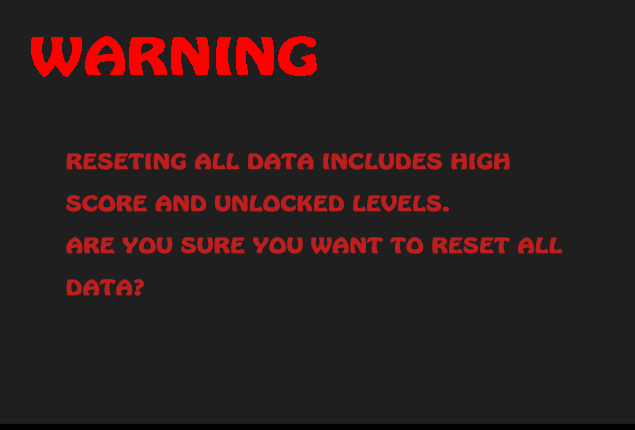 WARNING
RESETING ALL DATA INCLUDES HIGH
SCORE AND UNLOCKED LEVELS.
ARE YOU SURE YOU WANT TO RESET ALL
DATA?